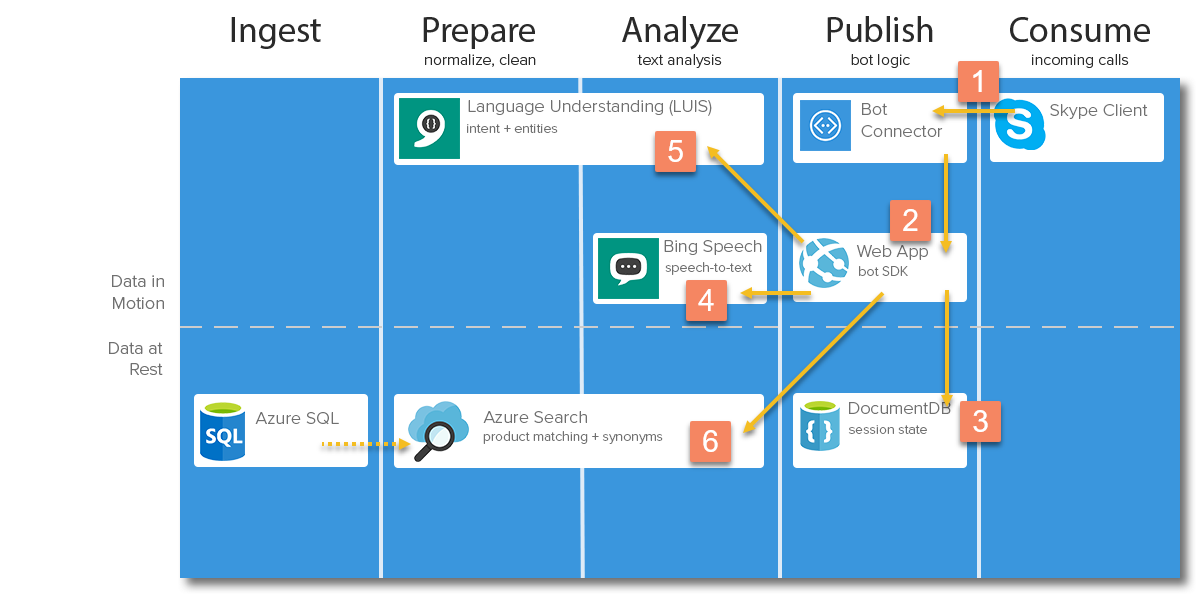 Ingest
Prepare
normalize, clean
Analyze
text analysis
Publish
bot logic
Consume
incoming calls
1
Language Understanding (LUIS)
intent + entities
5
Bot
Connector
S
Skype Client
2
Bing Speech
speech-to-text
4
Web App
bot SDK
Data in
Motion
Data at
Rest
SQL
Azure SQL
Azure Search
product matching + synonyms
6
DocumentDB
session state
3